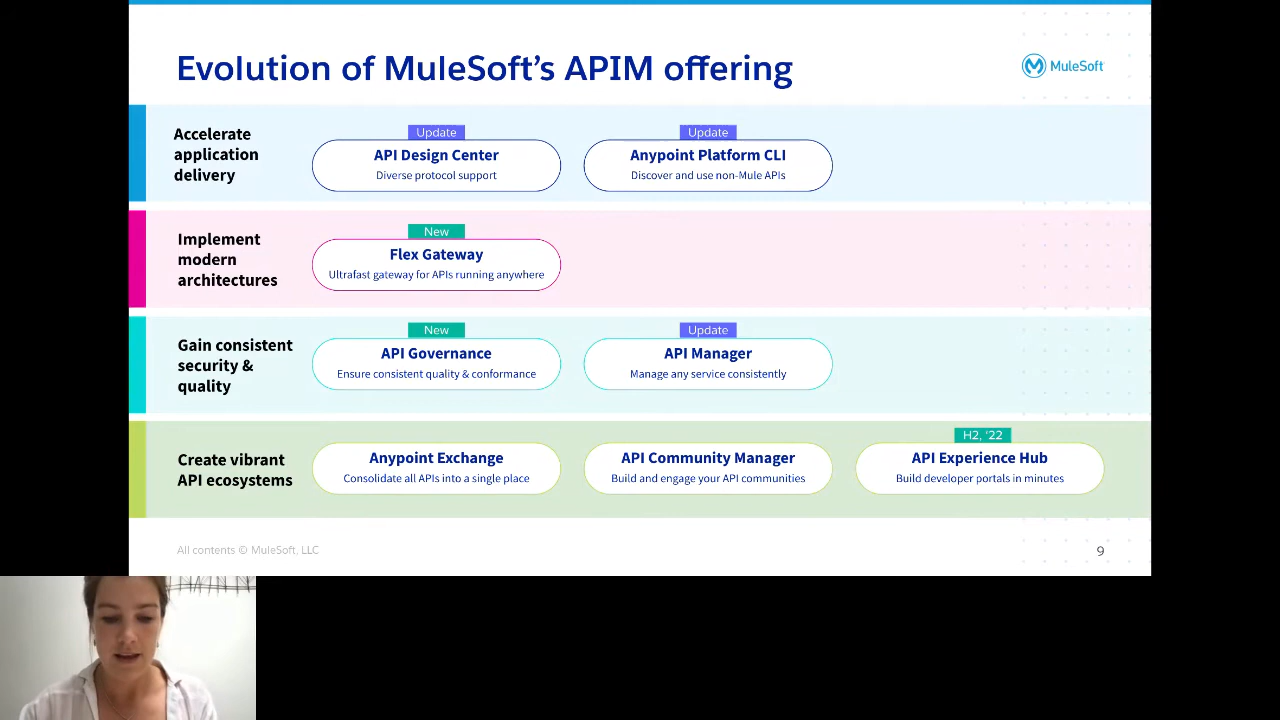 Evolution of MuleSoft’s APIM offering
MuleSoft
Accelerate
application
delivery
Update
API Design Center
Diverse protocol support
Update
Anypoint Platform CLI
Discover and use non-Mule APIs
Implement
modern
architectures
New
Flex Gateway
Ultrafast gateway for APIs running anywhere
Gain consistent
security &
quality
New
API Governance
Ensure consistent quality & conformance
Update
API Manager
Manage any service consistently
Create vibrant
API ecosystems
Anypoint Exchange
Consolidate all APIs into a single place
API Community Manager
Build and engage your API communities
H2, ‘22
API Experience Hub
Build developer portals in minutes
All contents © MuleSoft, LLC
9